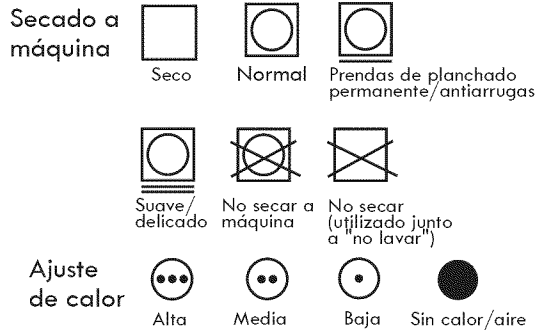 Secado a
máquina
Seco
Normal
Prendas de planchado
permanente/antiarrugas
Suave/
delicado
No secar a
máquina
No secar
(utilizado junto
a "no lavar")
Ajuste
de calor
Alta
Media
Baja
Sin calor/aire